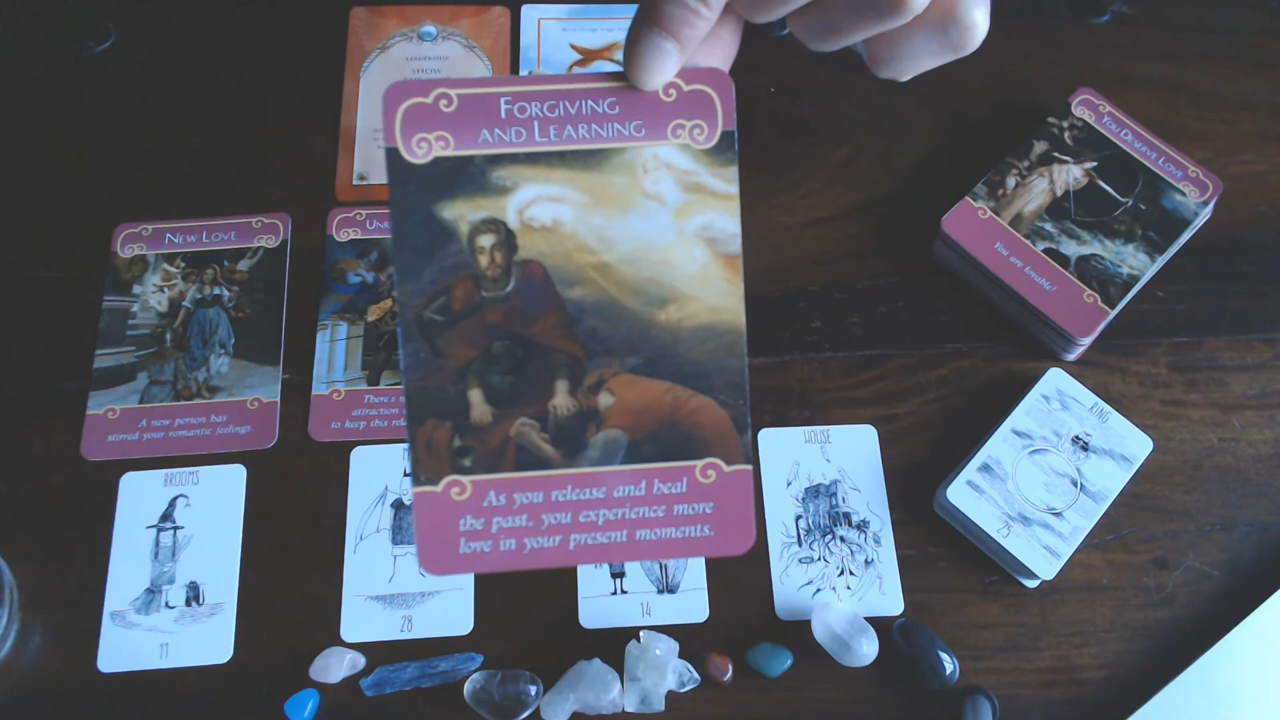 LEADERSHIP
SHOW
FORGIVING
AND LEARNING
As you release and heal
the past, you experience more
love in your present moments.
YOU DESERVE LOVE
You are lovable!
NEW LOVE
A new person has
stirred your romantic feelings.
There's
attraction
to keep this
BROOMS
11
28
14
HOUSE
RING
25